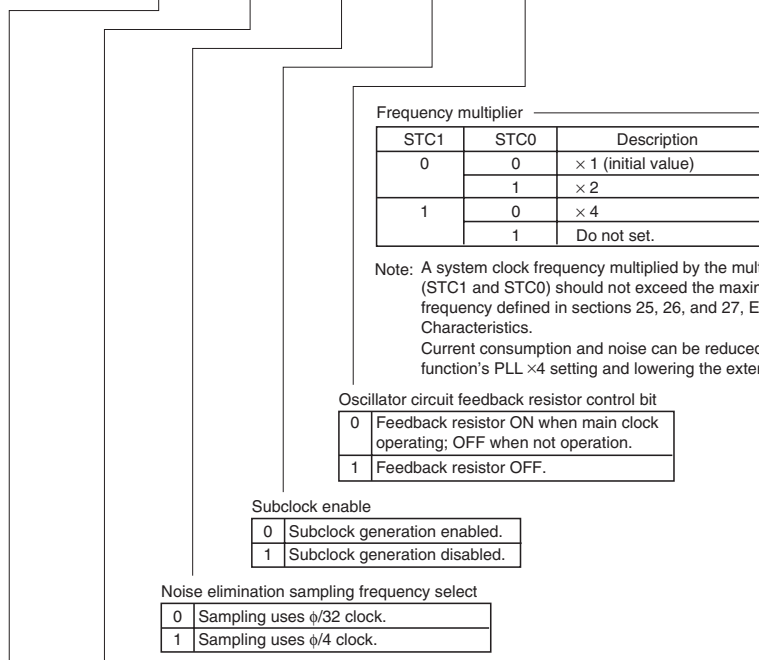 Frequency multiplier
STC1 STC0 Description
0 0 × 1 (initial value)
1 × 2
1 0 × 4
1 Do not set.
Note: A system clock frequency multiplied by the
(STC1 and STC0) should not exceed the
frequency defined in sections 25, 26, and 27,
Characteristics.
Current consumption and noise can be reduced
function's PLL ×4 setting and lowering the
Oscillator circuit feedback resistor control bit
0 Feedback resistor ON when main clock
operating; OFF when not operation.
1 Feedback resistor OFF.
Subclock enable
0 Subclock generation enabled.
1 Subclock generation disabled.
Noise elimination sampling frequency select
0 Sampling uses ϕ/32 clock.
1 Sampling uses ϕ/4 clock.